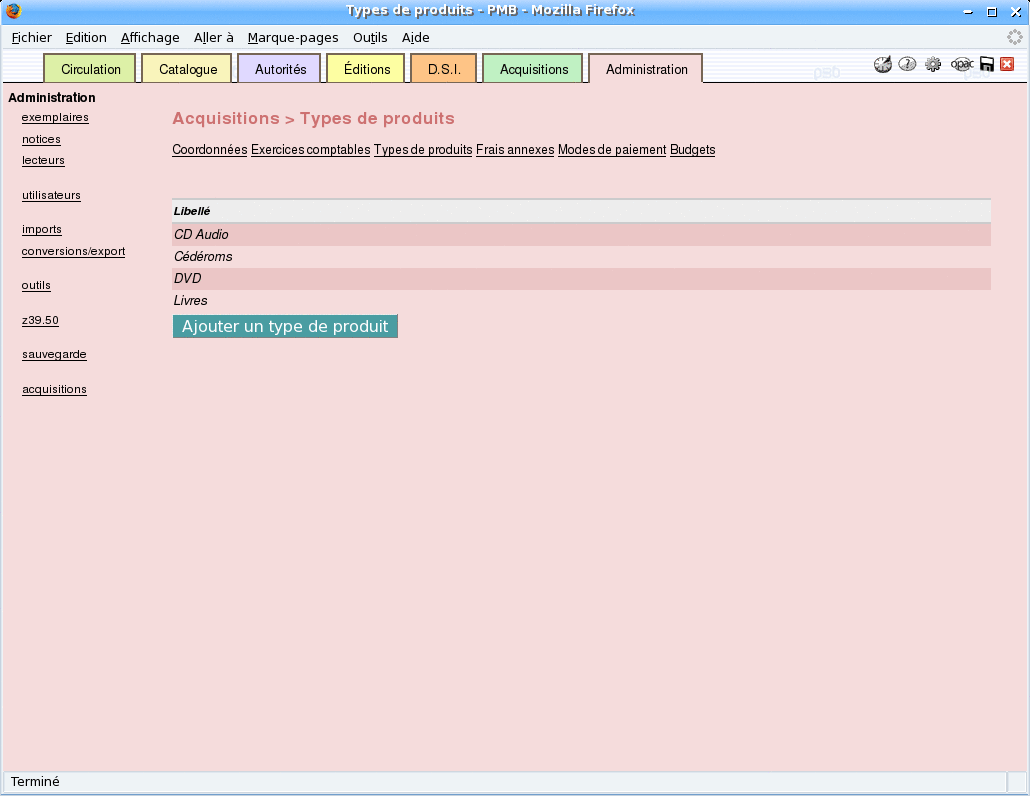 Types de produits - PMB - Mozilla Firefox
Fichier Edition Affichage Aller à Marque-pages Outils Aide
Circulation Catalogue Autorités Éditions D.S.I. Acquisitions Administration
opac
Administration
exemplaires
notices
lecteurs
utilisateurs
imports
conversions/export
outils
z39.50
sauvegarde
acquisitions
Acquisitions > Types de produits
Coordonnées Exercices comptables Types de produits Frais annexes Modes de paiement Budgets
Libellé
CD Audio
Cédéroms
DVD
Livres
Ajouter un type de produit
Terminé